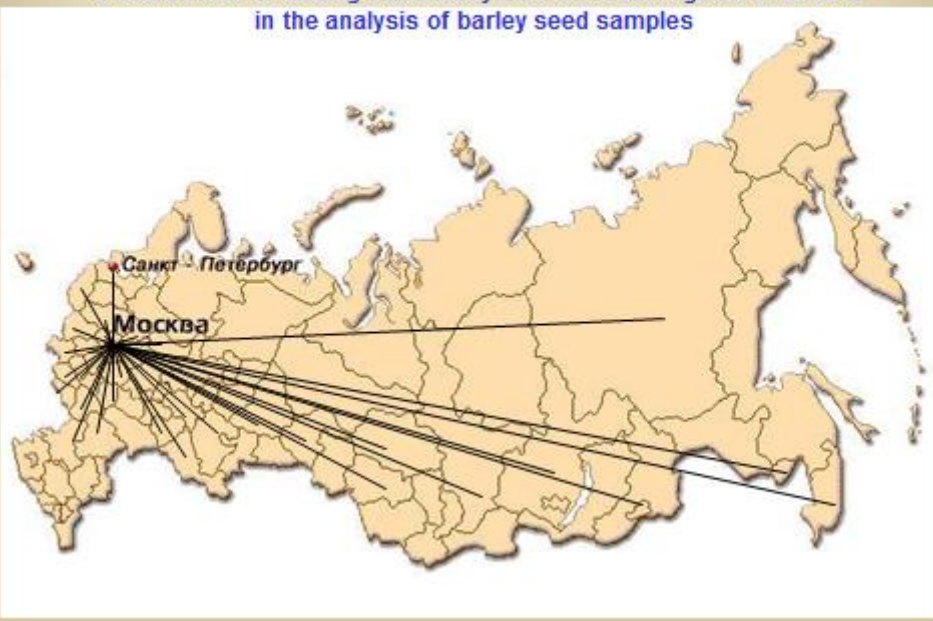 in the analysis of barley seed samples
Санкт - Петербург
Москва